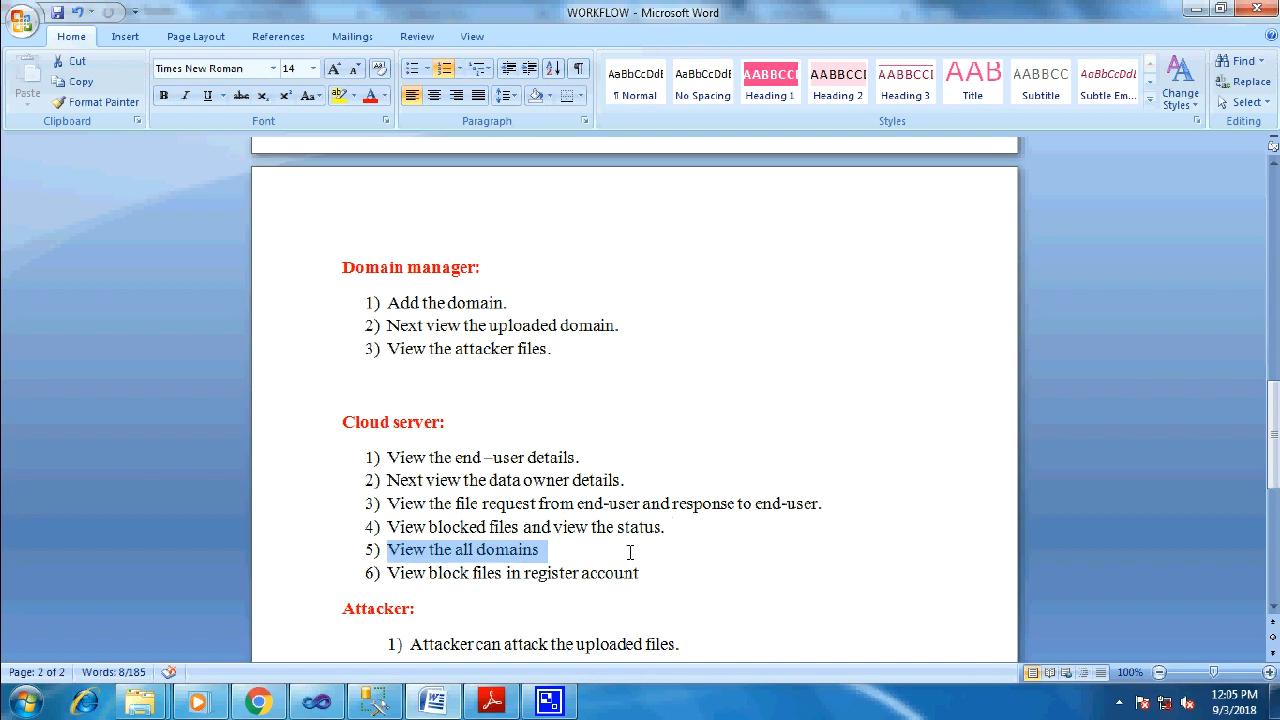 WORKFLOW - Microsoft Word
Home Insert Page Layout References Mailings Review View
Paste
Cut
Copy
Format Painter
Clipboard
Times New Roman 14
Font
Paragraph
AaBbCcDdI AaBbCcDdI AABBCCI AABBCCI AABBCCI AAB AABBCC AaBbCcDdI
¶ Normal No Spacing Heading 1 Heading 2 Heading 3 Title Subtitle Subtle Em...
Change Styles
Styles
Find
Replace
Select
Editing
Domain manager:
1) Add the domain.
2) Next view the uploaded domain.
3) View the attacker files.
Cloud server:
1) View the end –user details.
2) Next view the data owner details.
3) View the file request from end-user and response to end-user.
4) View blocked files and view the status.
5) View the all domains
6) View block files in register account
Attacker:
1) Attacker can attack the uploaded files.
Page: 2 of 2 Words: 8/185 100%
12:05 PM
9/3/2018